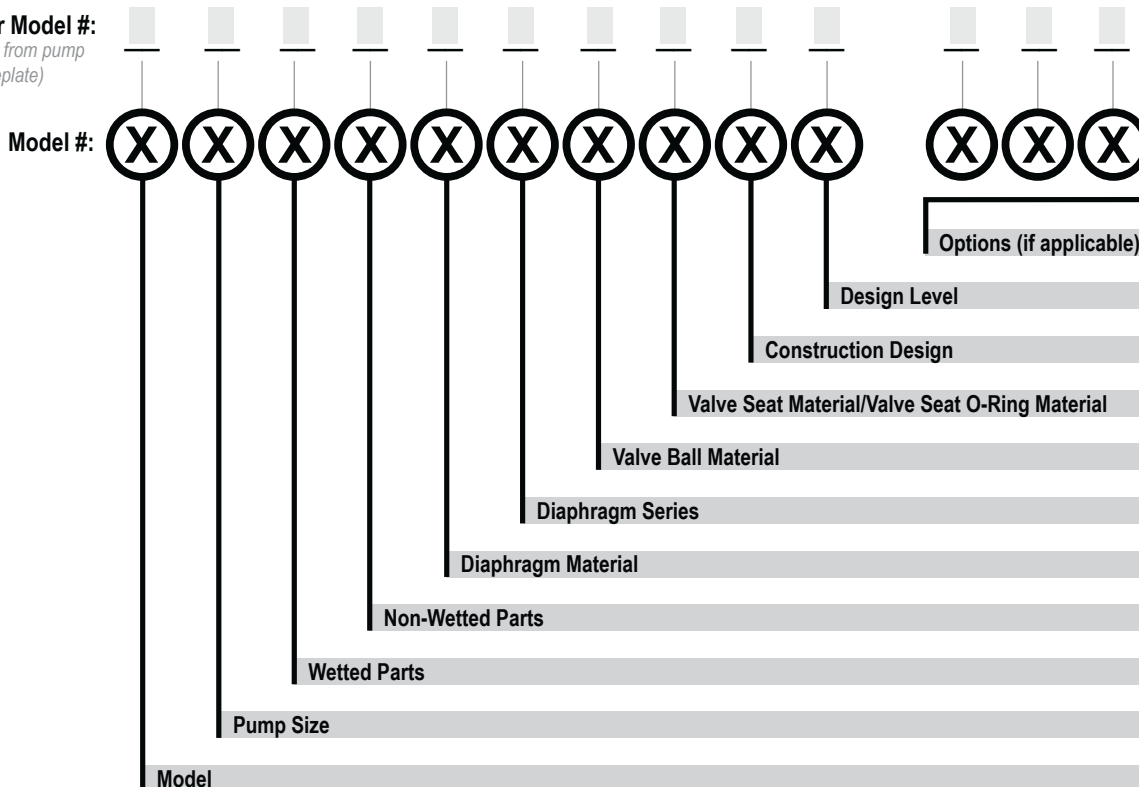 r Model #:
from pump
eplate)
Model #: X X X X X X X X X X X X X
Options (if applicable)
Design Level
Construction Design
Valve Seat Material/Valve Seat O-Ring Material
Valve Ball Material
Diaphragm Series
Diaphragm Material
Non-Wetted Parts
Wetted Parts
Pump Size
Model